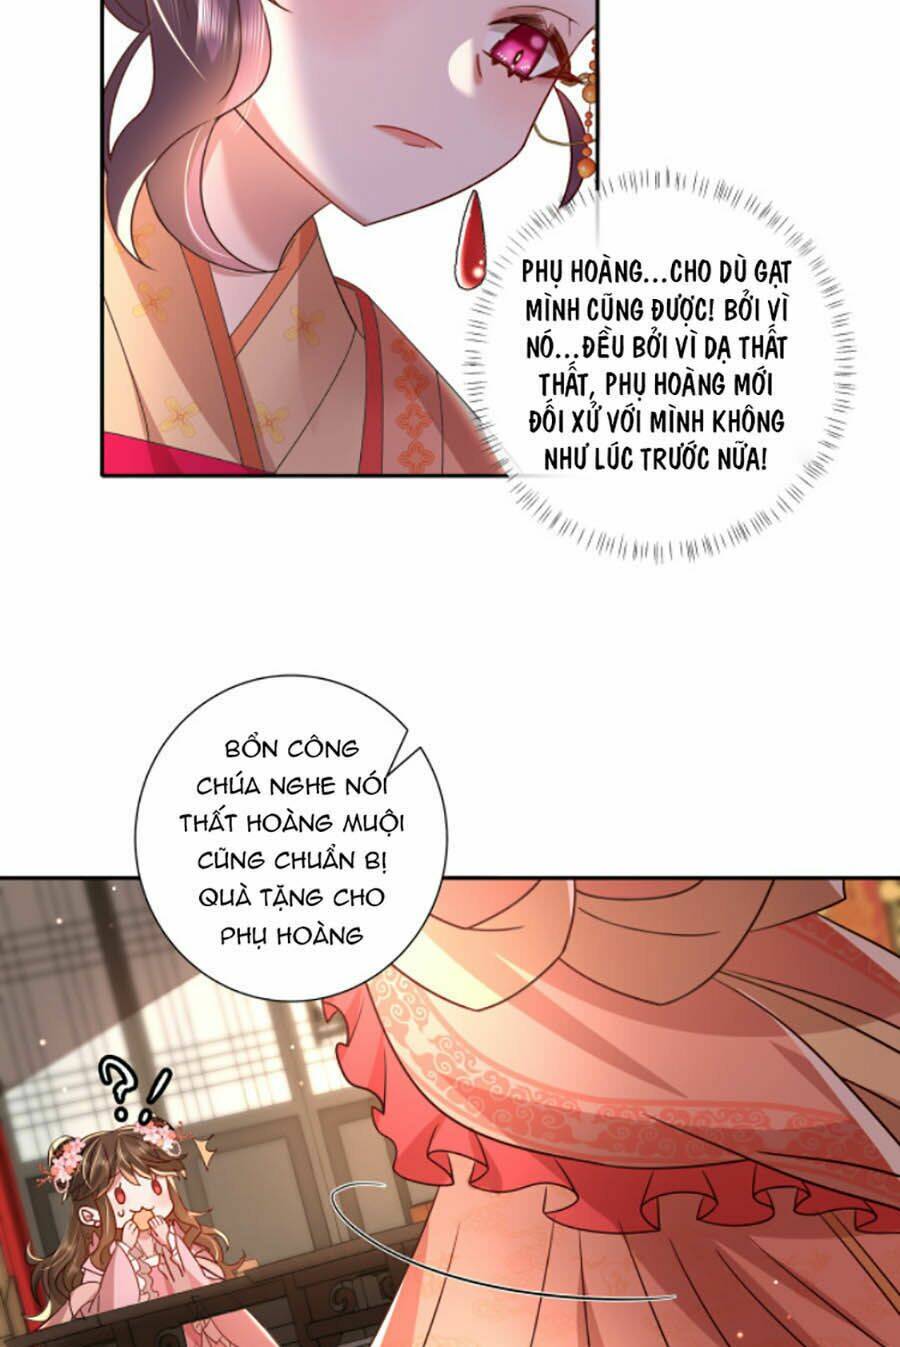 PHỤ HOÀNG...CHO DÙ GẠT
MÌNH CŨNG ĐƯỢC! BỞI VÌ
NÓ...ĐỀU BỞI VÌ DẠ THẤT
THẤT, PHỤ HOÀNG MỚI
ĐỐI XỬ VỚI MÌNH KHÔNG
NHƯ LÚC TRƯỚC NỮA!
BỔN CÔNG
CHÚA NGHE NÓI
THẤT HOÀNG MUỘI
CŨNG CHUẨN BỊ
QUÀ TẶNG CHO
PHỤ HOÀNG
?!